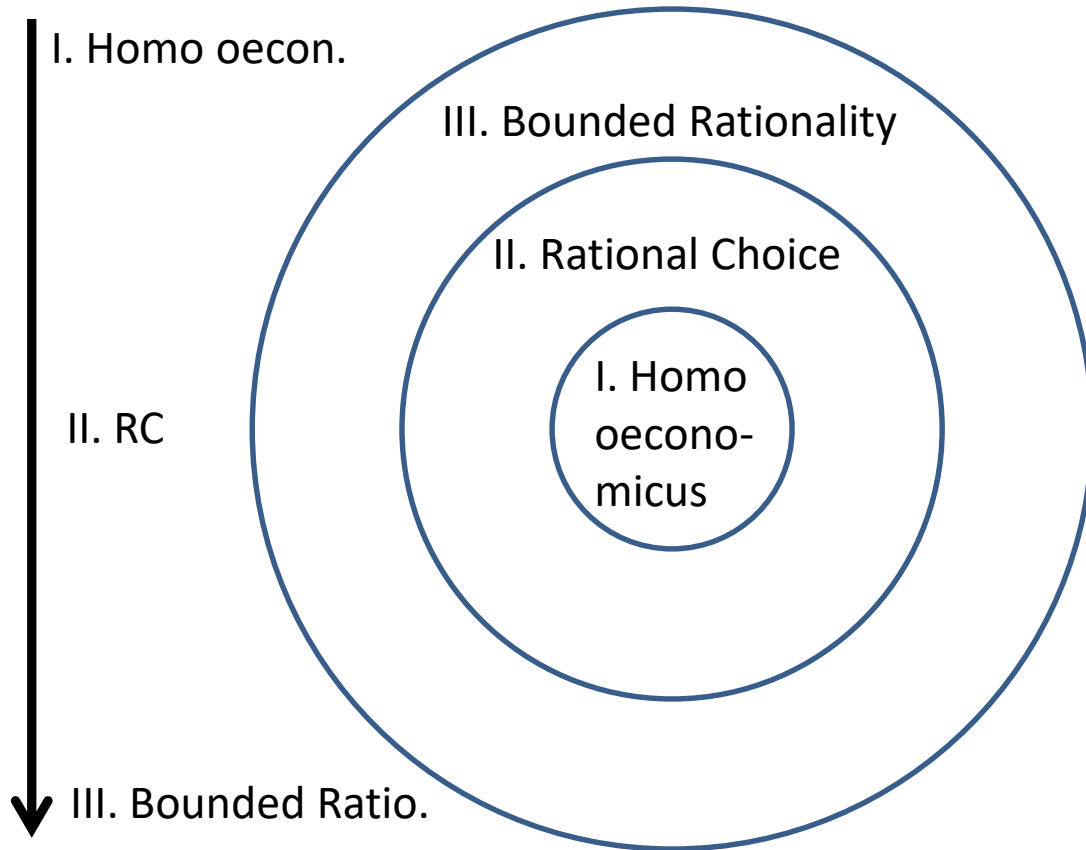 I. Homo oecon.
III. Bounded Rationality
II. Rational Choice
I. Homo
oecono-
micus
II. RC
III. Bounded Ratio.